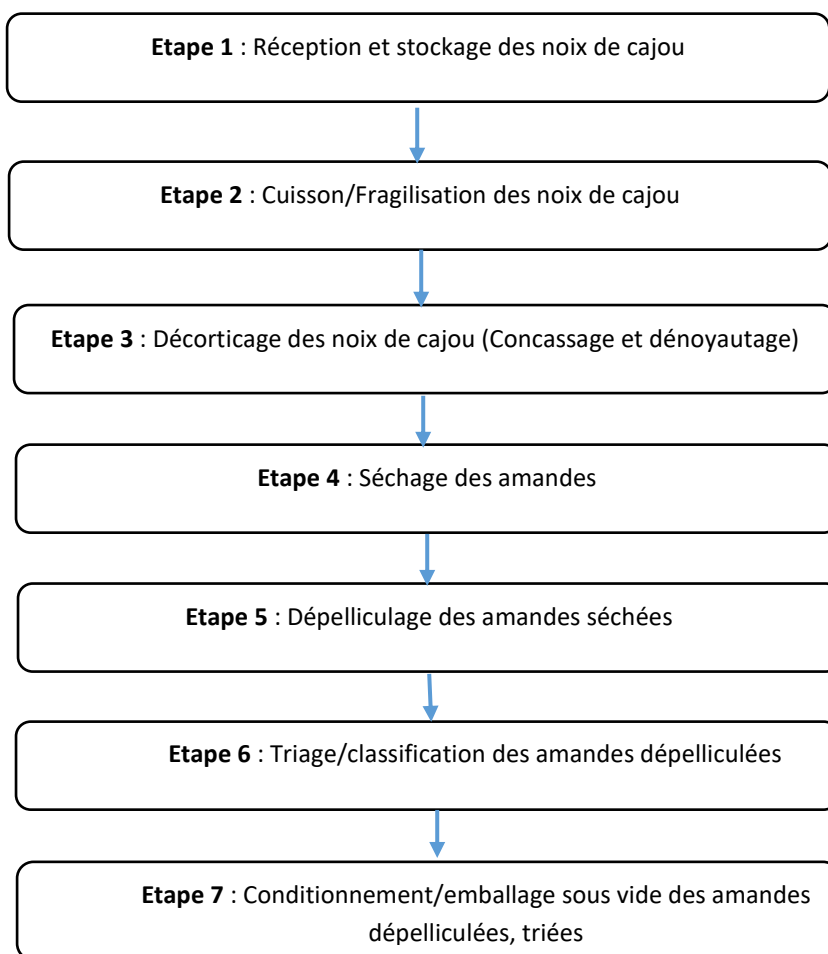 Etape 1 : Réception et stockage des noix de cajou
Etape 2 : Cuisson/Fragilisation des noix de cajou
Etape 3 : Décorticage des noix de cajou (Concassage et dénoyautage)
Etape 4 : Séchage des amandes
Etape 5 : Dépelliculage des amandes séchées
Etape 6 : Triage/classification des amandes dépelliculées
Etape 7 : Conditionnement/emballage sous vide des amandes
dépelliculées, triées